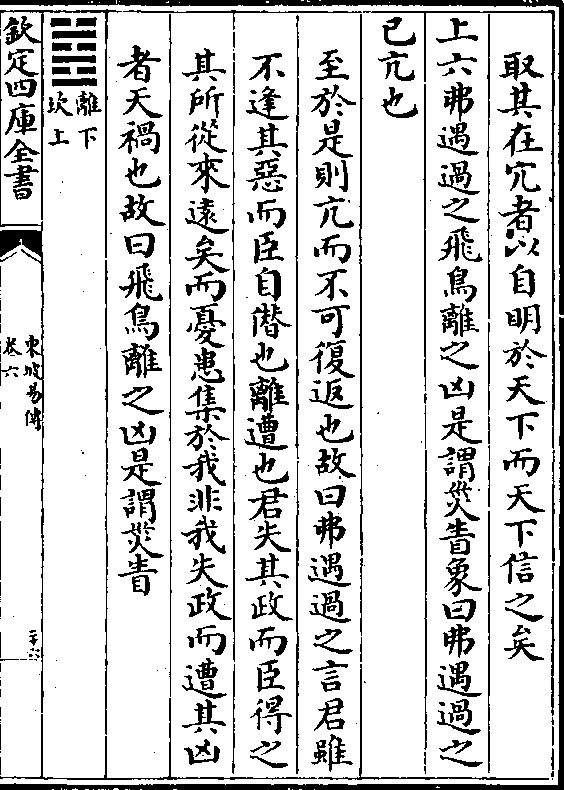 取其在穴者以自明於天下而天下信之矣
上六弗遇過之飛鳥離之凶是謂災眚象曰弗遇過之
已亢也
至於是則亢而不可復返也故曰弗遇過之言君雖
不逢其惡而臣自僭也離遭也君失其政而臣得之
其所從來遠矣而憂患集於我非我失政而遭其凶
者天禍也故曰飛鳥離之凶是謂災眚
䷾離下
坎上
欽定四庫全書
東坡易傳
卷六